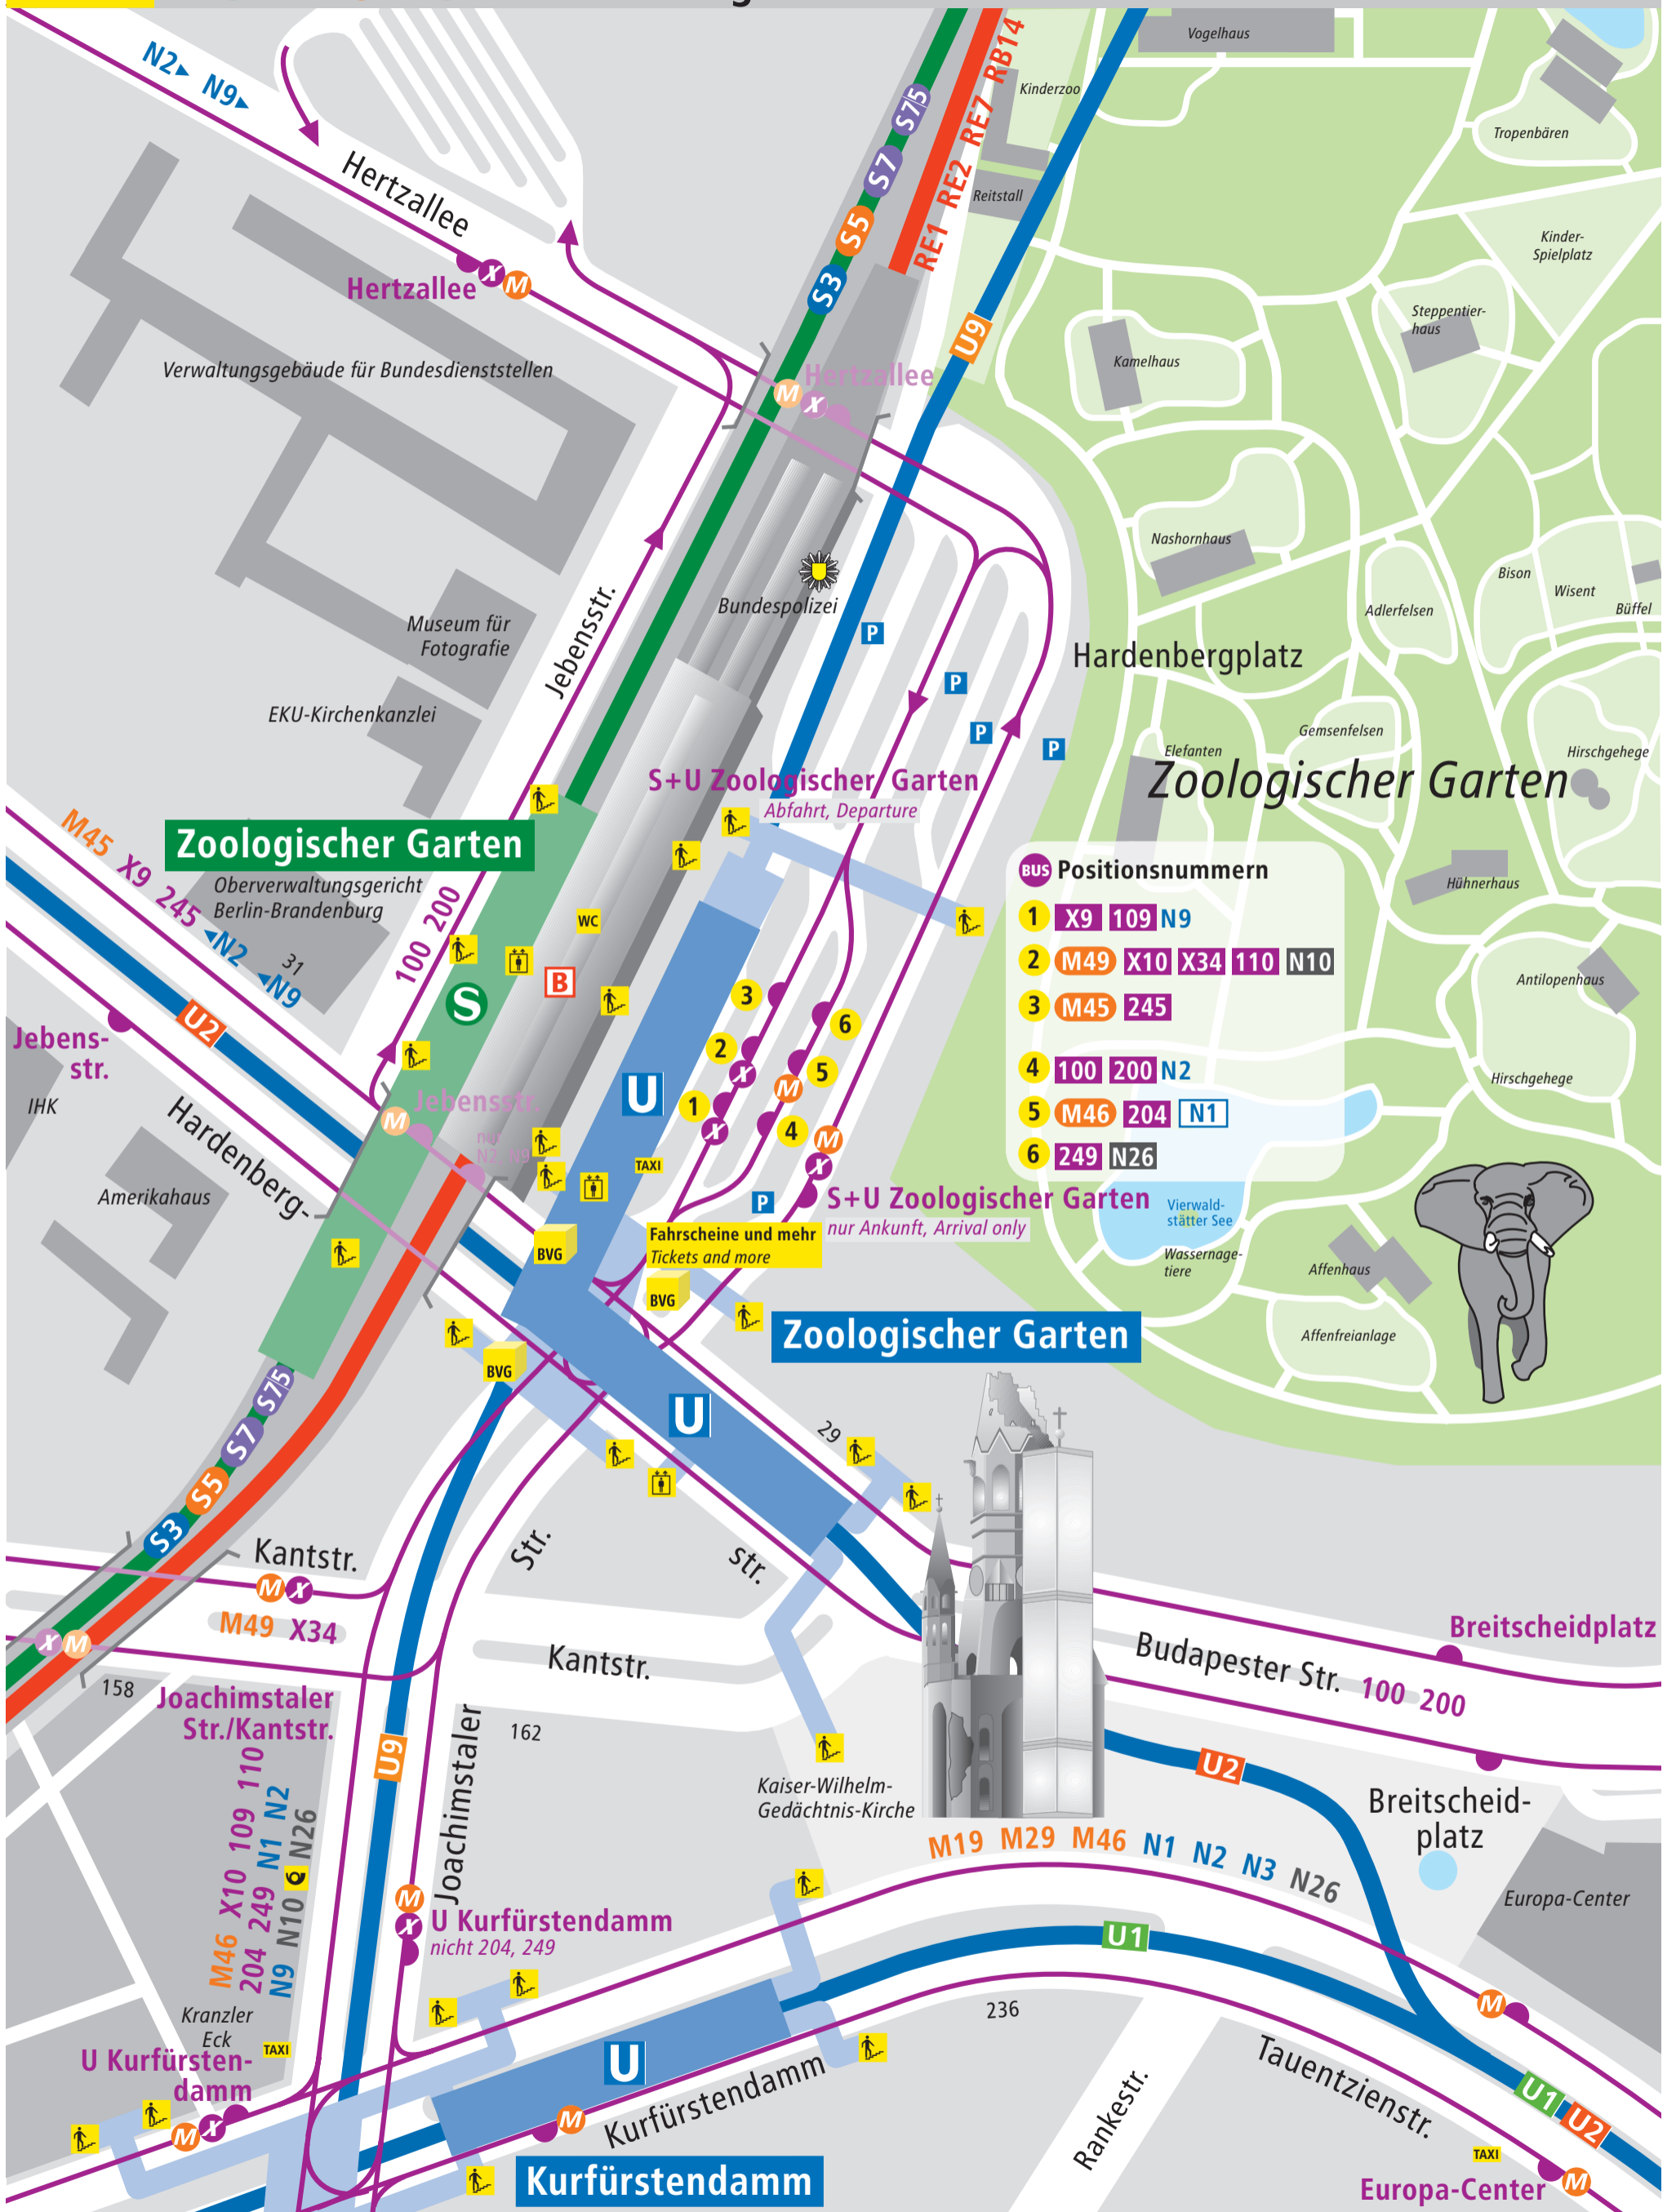 N2 N9
Hertzallee
X M
Hertzallee
Verwaltungsgebäude für Bundesdienststellen
S75
S7
S5
S3
RE1 RE2 RE7 RB14
U9
Hertzallee
M X
Vogelhaus
Kinderzoo
Reitstall
Tropenbären
Kinder-
Spielplatz
Steppentier-
haus
Kamelhaus
Nashornhaus
Bison
Wisent
Büffel
Adlerfelsen
Museum für
Fotografie
Jebensstr.
Bundespolizei
P
P
P
P
Hardenbergplatz
EKU-Kirchenkanzlei
Gemsenfelsen
Elefanten
Hirschgehege
Zoologischer Garten
S+U Zoologischer Garten
Abfahrt, Departure
M45 X9 245 N2 N9
Zoologischer Garten
Oberverwaltungsgericht
Berlin-Brandenburg
31
100 200
WC
B
S
BUS Positionsnummern
1 X9 109 N9
2 M49 X10 X34 110 N10
3 M45 245
4 100 200 N2
5 M46 204 N1
6 249 N26
Hühnerhaus
Antilopenhaus
Hirschgehege
U2
Jebens-
str.
IHK
Hardenberg-
Amerikahaus
Jebensstr.
M
nur
N2, N9
U
TAXI
3
2
X
1
X
6
5
M
4
M
X
P
S+U Zoologischer Garten
nur Ankunft, Arrival only
Fahrscheine und mehr
Tickets and more
BVG
BVG
BVG
Vierwald-
stätter See
Wassernage-
tiere
Affenhaus
Affenfreianlage
Zoologischer Garten
U
29
S75
S7
S5
S3
Kantstr.
M X
M49 X34
X M
158
Str.
str.
Kantstr.
Joachimstaler
Str./Kantstr.
162
U9
Joachimstaler
M46 X10 109 110
204 249 N1 N2
N9 N10 N26
Breitscheidplatz
Budapester Str. 100 200
U2
Kaiser-Wilhelm-
Gedächtnis-Kirche
Breitscheid-
platz
Europa-Center
M19 M29 M46 N1 N2 N3 N26
M
X
U Kurfürstendamm
nicht 204, 249
U1
Kranzler
Eck
TAXI
U Kurfürsten-
damm
M X
U
236
M
Kurfürstendamm
Kurfürstendamm
Rankestr.
Tauentzienstr.
M
U1 U2
TAXI
Europa-Center
M